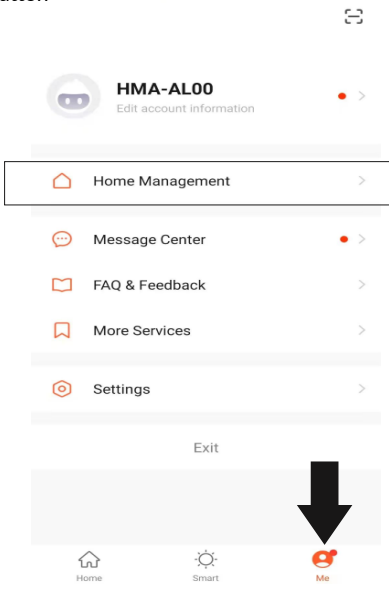 HMA-AL00
Edit account information
Home Management
Message Center
FAQ & Feedback
More Services
Settings
Exit
Home Smart Me